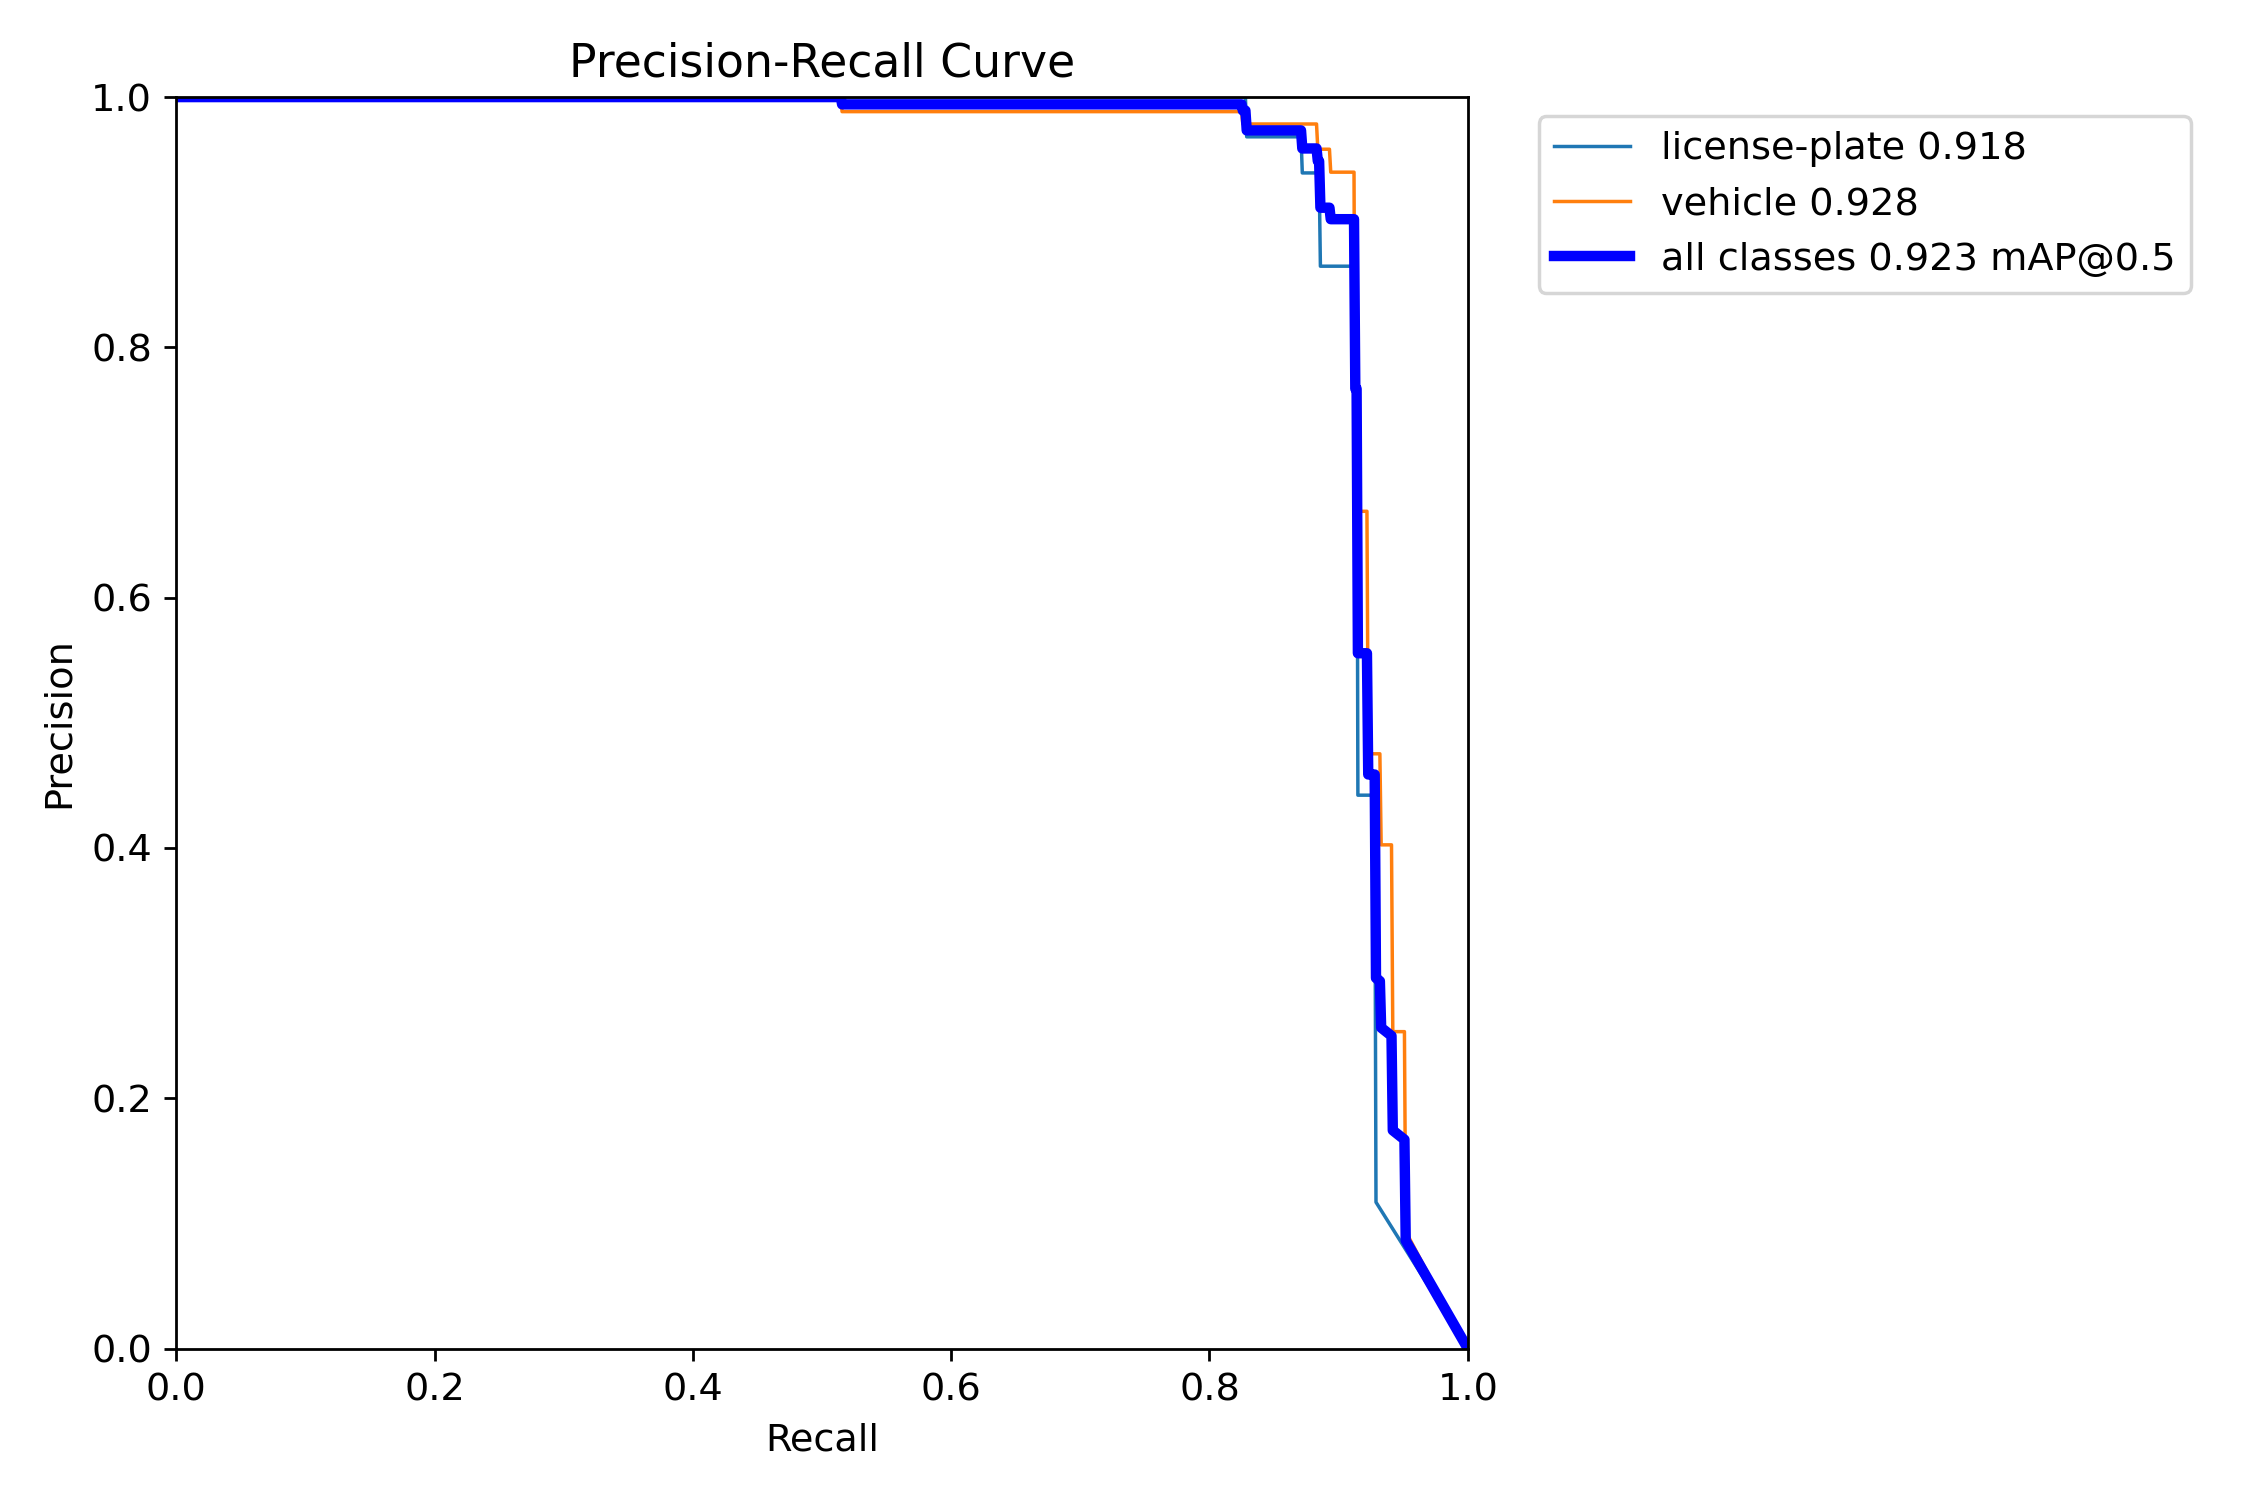 Precision-Recall Curve
1.0
0.8
0.6
0.4
0.2
0.0
Precision
0.0 0.2 0.4 0.6 0.8 1.0
Recall
license-plate 0.918
vehicle 0.928
all classes 0.923 mAP@0.5